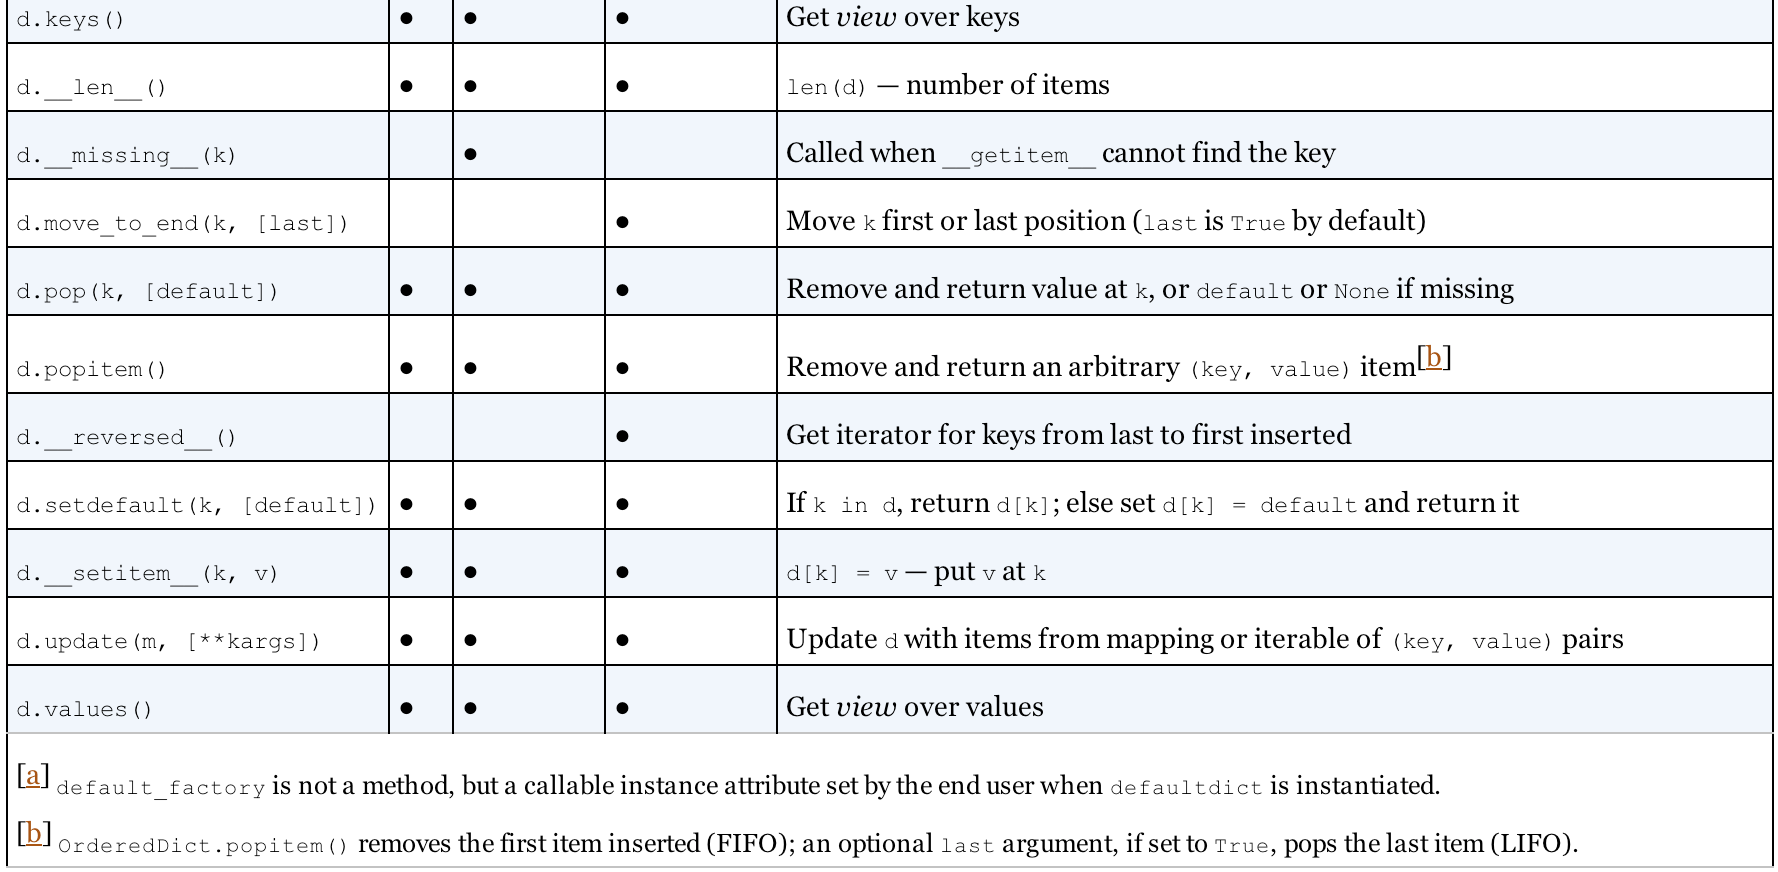 d.keys() ● ● ● Get view over keys
d.__len__() ● ● ● len(d) — number of items
d.__missing__(k) ● Called when __getitem__ cannot find the key
d.move_to_end(k, [last]) ● Move k first or last position (last is True by default)
d.pop(k, [default]) ● ● ● Remove and return value at k, or default or None if missing
d.popitem() ● ● ● Remove and return an arbitrary (key, value) item[b]
d.__reversed__() ● Get iterator for keys from last to first inserted
d.setdefault(k, [default]) ● ● ● If k in d, return d[k]; else set d[k] = default and return it
d.__setitem__(k, v) ● ● ● d[k] = v — put v at k
d.update(m, [**kargs]) ● ● ● Update d with items from mapping or iterable of (key, value) pairs
d.values() ● ● ● Get view over values
[a] default_factory is not a method, but a callable instance attribute set by the end user when defaultdict is instantiated.
[b] OrderedDict.popitem() removes the first item inserted (FIFO); an optional last argument, if set to True, pops the last item (LIFO).